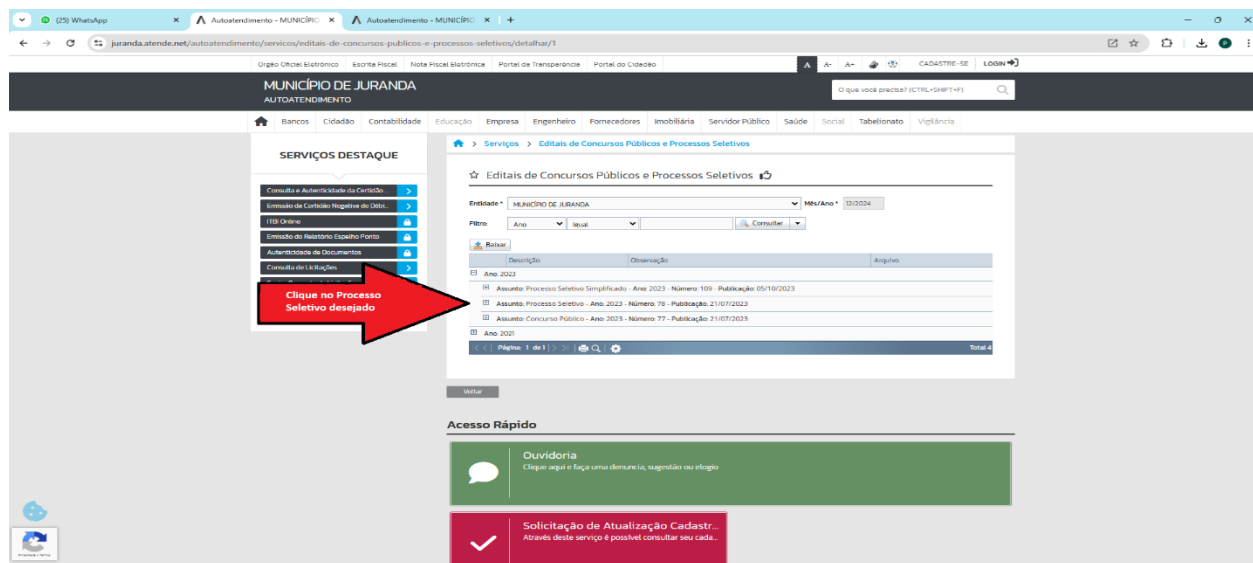 (25) WhatsApp
Autoatendimento - MUNICÍPIO
Autoatendimento - MUNICÍPIO
juranda.atende.net/autoatendimento/servicos/editais-de-concursos-publicos-e-processos-seletivos/detalhar/1
Orgão Oficial Eletrônico Escrita Fiscal Nota Fiscal Eletrônica Portal da Transparência Portal do Cidadão A A- A+ CADASTRE-SE LOGIN
MUNICÍPIO DE JURANDA
AUTOATENDIMENTO
O que você precisa? (CTRL+SHIFT+F)
Bancos Cidadão Contabilidade Educação Empresa Engenheiro Fornecedores Imobiliária Servidor Público Saúde Social Tabelionato Vigilância
SERVIÇOS DESTAQUE
Consulta e Autenticidade da Certidão...
Emissão da Certidão Negativa de Débi...
ITBI Online
Emissão do Relatório Espelho Ponto
Autenticidade de Documentos
Consulta de Licitações
Clique no Processo
Seletivo desejado
> Serviços > Editais de Concursos Públicos e Processos Seletivos
Editais de Concursos Públicos e Processos Seletivos
Entidade * MUNICÍPIO DE JURANDA Mês/Ano * 12/2024
Filtro: Ano Igual Consultar
Baixar
Descrição Observação Arquivo
Ano: 2023
Assunto: Processo Seletivo Simplificado - Ano: 2023 - Número: 109 - Publicação: 05/10/2023
Assunto: Processo Seletivo - Ano: 2023 - Número: 78 - Publicação: 21/07/2023
Assunto: Concurso Público - Ano: 2023 - Número: 77 - Publicação: 21/07/2023
Ano: 2021
Página: 1 de 1 Total 4
Voltar
Acesso Rápido
Ouvidoria
Clique aqui e faça uma denuncia, sugestão ou elogio
Solicitação de Atualização Cadastr...
Através deste serviço é possível consultar seu cada...